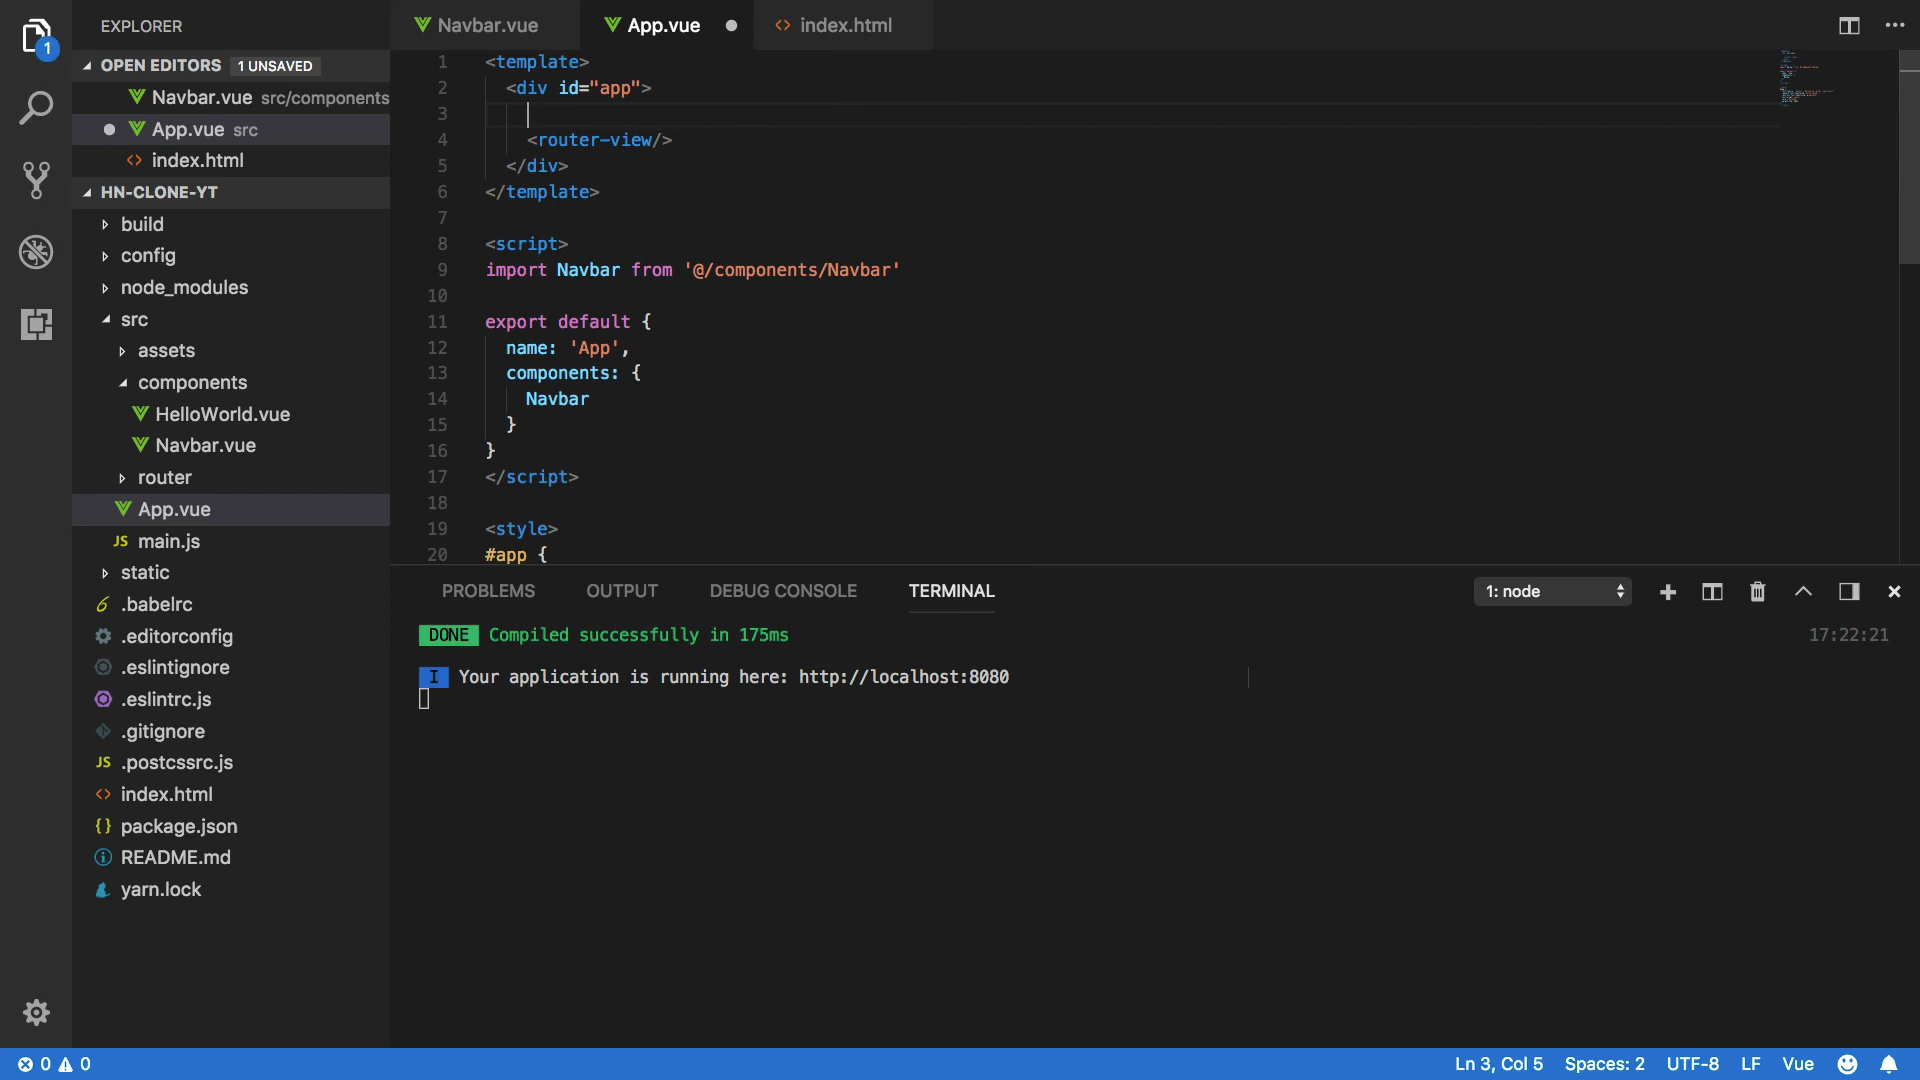 EXPLORER
1
OPEN EDITORS 1 UNSAVED
Navbar.vue src/components
App.vue src
index.html
HN-CLONE-YT
build
config
node_modules
src
assets
components
HelloWorld.vue
Navbar.vue
router
App.vue
JS main.js
static
.babelrc
.editorconfig
.eslintignore
.eslintrc.js
.gitignore
JS .postcssrc.js
<> index.html
{} package.json
README.md
yarn.lock
Navbar.vue App.vue <> index.html
1 <template>
2 <div id="app">
3
4 <router-view/>
5 </div>
6 </template>
7
8 <script>
9 import Navbar from '@/components/Navbar'
10
11 export default {
12 name: 'App',
13 components: {
14 Navbar
15 }
16 }
17 </script>
18
19 <style>
20 #app {
PROBLEMS OUTPUT DEBUG CONSOLE TERMINAL 1: node
DONE Compiled successfully in 175ms 17:22:21
I Your application is running here: http://localhost:8080
0 0 Ln 3, Col 5 Spaces: 2 UTF-8 LF Vue